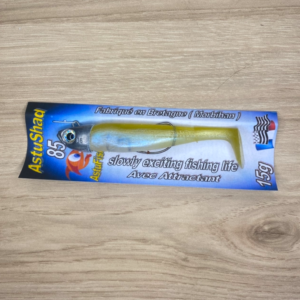 AstuShad
85
Fabriqué en Bretagne ( Morbihan )
slowly exciting fishing life
Avec Attractant
15g